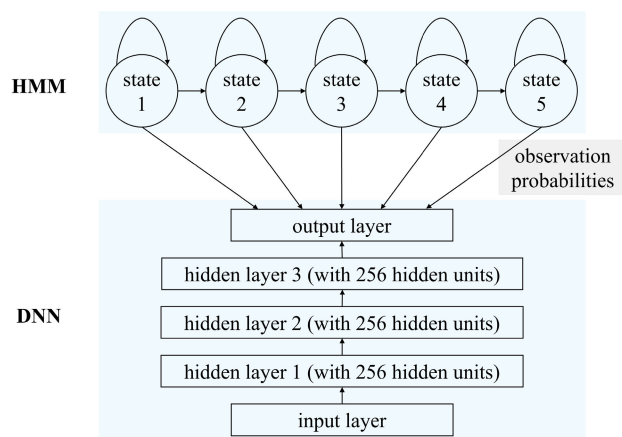 HMM
state
1
state
2
state
3
state
4
state
5
observation
probabilities
output layer
hidden layer 3 (with 256 hidden units)
DNN
hidden layer 2 (with 256 hidden units)
hidden layer 1 (with 256 hidden units)
input layer